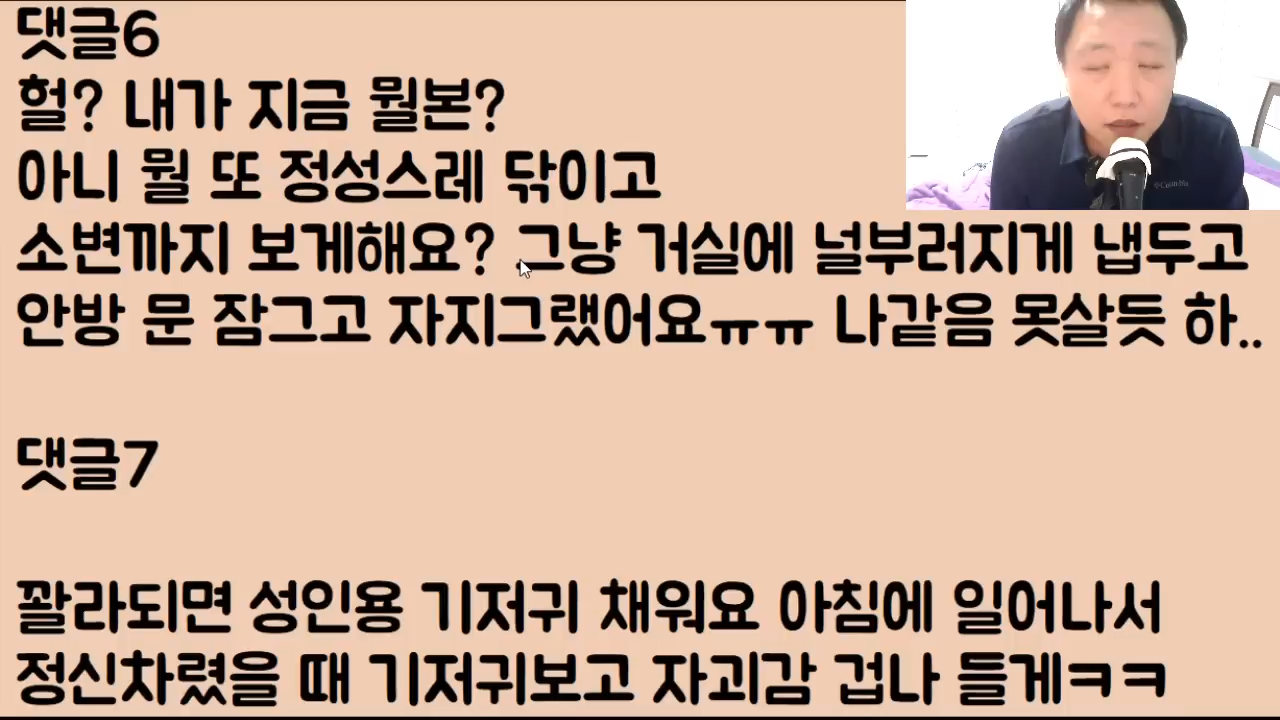 댓글6
헐? 내가 지금 뭘본?
아니 뭘 또 정성스레 닦이고
소변까지 보게해요? 그냥 거실에 널부러지게 냅두고
안방 문 잠그고 자지그랬어요ㅠㅠ 나같음 못살듯 하..
댓글7
꽐라되면 성인용 기저귀 채워요 아침에 일어나서
정신차렸을 때 기저귀보고 자괴감 겁나 들게ㅋㅋ